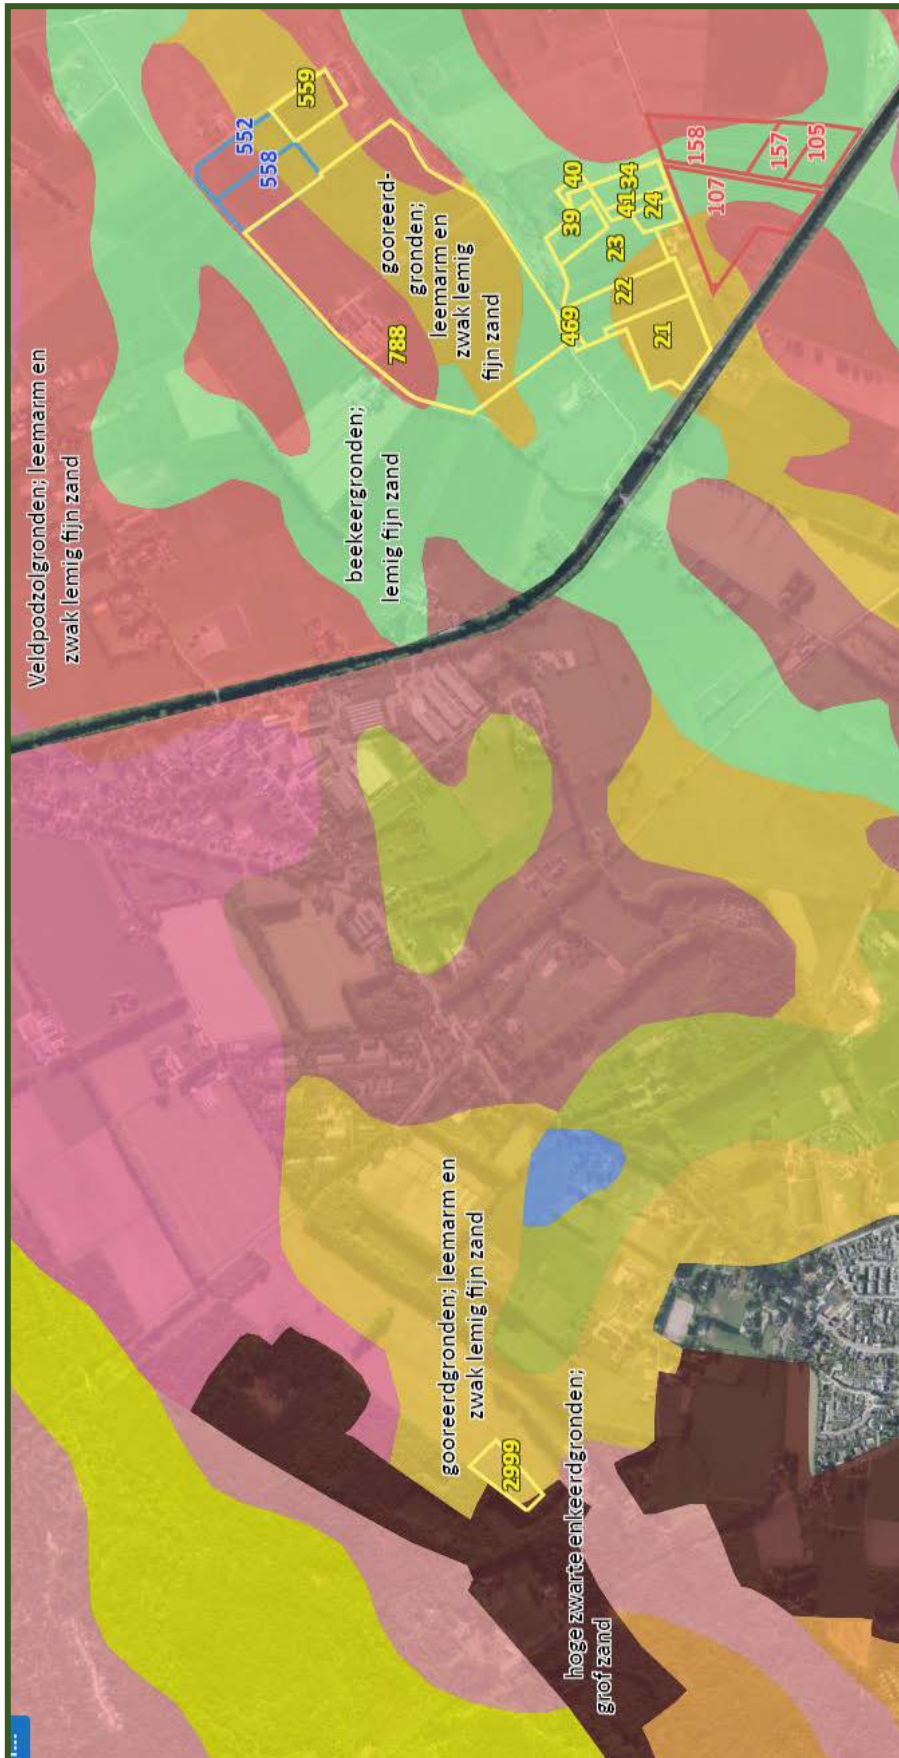 Veldpodzolgronden; leemarm en
zwak lemig fijn zand
beekeergronden;
lemig fijn zand
gooreerd-
gronden;
leemarm en
zwak lemig
fijn zand
gooreerdgronden; leemarm en
zwak lemig fijn zand
hoge zwarte enkeerdgronden;
grof zand
552
558
559
788
469
39
40
41
34
24
23
22
21
158
107
157
105
2999